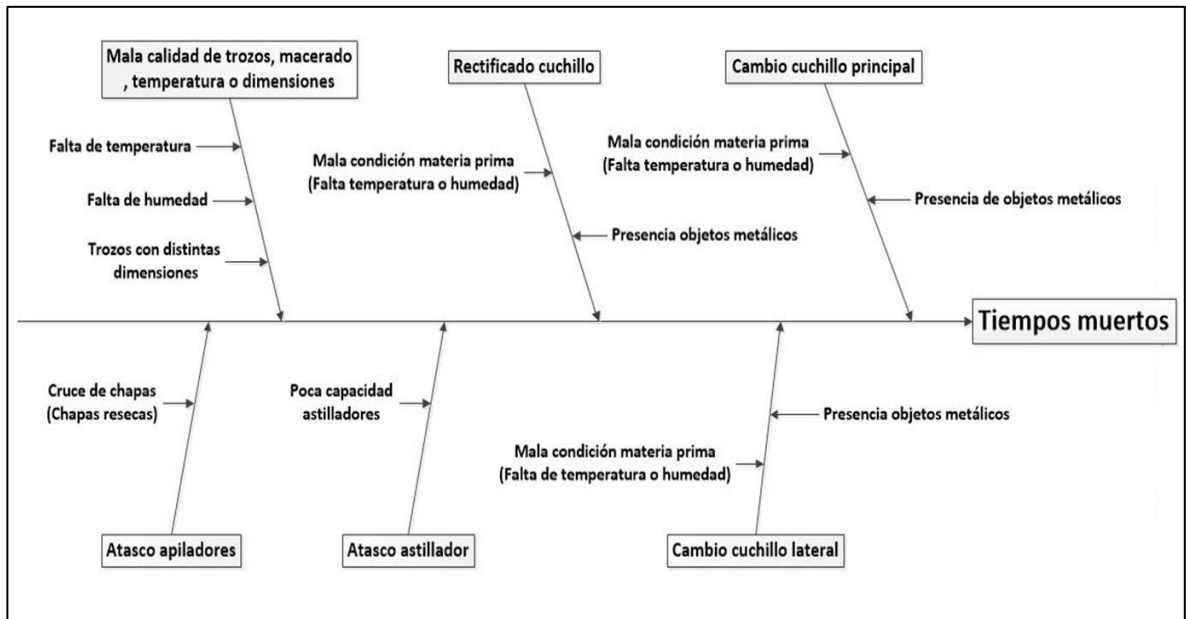 Mala calidad de trozos, macerado
, temperatura o dimensiones
Rectificado cuchillo
Cambio cuchillo principal
Falta de temperatura
Mala condición materia prima
(Falta temperatura o humedad)
Mala condición materia prima
(Falta temperatura o humedad)
Falta de humedad
Presencia de objetos metálicos
Trozos con distintas
dimensiones
Presencia objetos metálicos
Tiempos muertos
Cruce de chapas
(Chapas resecas)
Poca capacidad
astilladores
Presencia objetos metálicos
Mala condición materia prima
(Falta de temperatura o humedad)
Atasco apiladores
Atasco astillador
Cambio cuchillo lateral